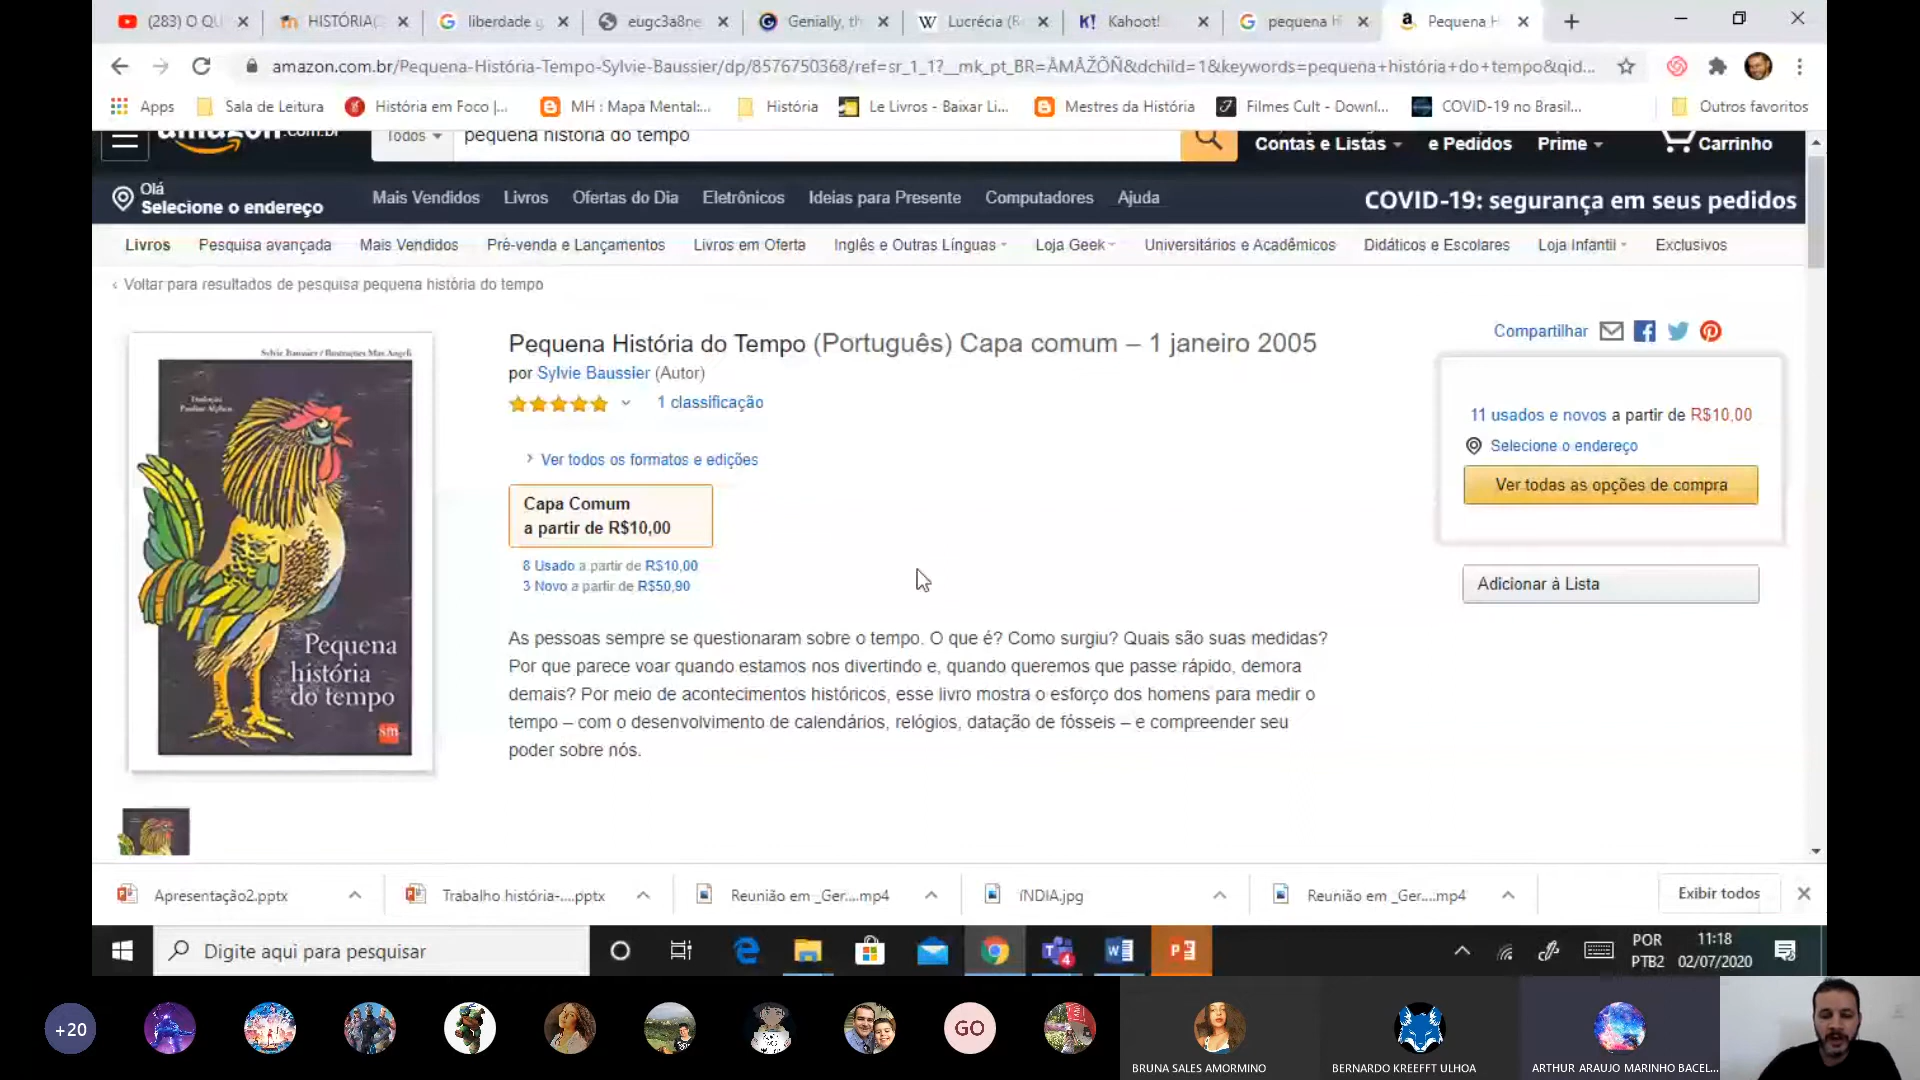 (283) O QU
HISTÓRIA(
liberdade g
eugc3a8ne
Genially, th
Lucrécia (R
Kahoot!
pequena h
Pequena H
amazon.com.br/Pequena-História-Tempo-Sylvie-Baussier/dp/8576750368/ref=sr_1_1?__mk_pt_BR=ÅMÅŽÕÑ&dchild=1&keywords=pequena+história+do+tempo&qid...
Apps
Sala de Leitura
História em Foco |...
MH : Mapa Mental:...
História
Le Livros - Baixar Li...
Mestres da História
Filmes Cult - Downl...
COVID-19 no Brasil...
Outros favoritos
amazon.com.br
Todos
pequena história do tempo
Contas e Listas
e Pedidos
Prime
Carrinho
Olá
Selecione o endereço
Mais Vendidos
Livros
Ofertas do Dia
Eletrônicos
Ideias para Presente
Computadores
Ajuda
COVID-19: segurança em seus pedidos
Livros
Pesquisa avançada
Mais Vendidos
Pré-venda e Lançamentos
Livros em Oferta
Inglês e Outras Línguas
Loja Geek
Universitários e Acadêmicos
Didáticos e Escolares
Loja Infantil
Exclusivos
‹ Voltar para resultados de pesquisa pequena história do tempo
Sylvie Baussier / Ilustrações Max Angeli
Tradução
Pauline Alphen
Pequena
história
do tempo
sm
Pequena História do Tempo (Português) Capa comum – 1 janeiro 2005
por Sylvie Baussier (Autor)
1 classificação
› Ver todos os formatos e edições
Capa Comum
a partir de R$10,00
8 Usado a partir de R$10,00
3 Novo a partir de R$50,90
As pessoas sempre se questionaram sobre o tempo. O que é? Como surgiu? Quais são suas medidas?
Por que parece voar quando estamos nos divertindo e, quando queremos que passe rápido, demora
demais? Por meio de acontecimentos históricos, esse livro mostra o esforço dos homens para medir o
tempo – com o desenvolvimento de calendários, relógios, datação de fósseis – e compreender seu
poder sobre nós.
Compartilhar
11 usados e novos a partir de R$10,00
Selecione o endereço
Ver todas as opções de compra
Adicionar à Lista
Apresentação2.pptx
Trabalho história-....pptx
Reunião em _Ger....mp4
íNDIA.jpg
Reunião em _Ger....mp4
Exibir todos
Digite aqui para pesquisar
4
POR
PTB2
11:18
02/07/2020
+20
GO
BRUNA SALES AMORMINO
BERNARDO KREEFFT ULHOA
ARTHUR ARAUJO MARINHO BACEL...